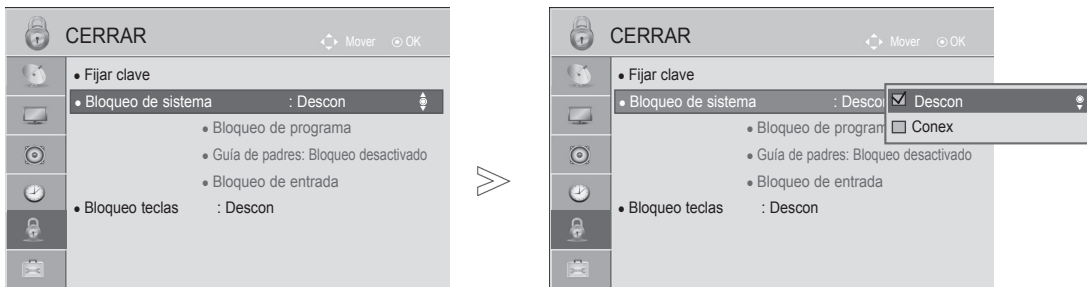 CERRAR
Mover OK
• Fijar clave
• Bloqueo de sistema : Descon
• Bloqueo de programa
• Guía de padres: Bloqueo desactivado
• Bloqueo de entrada
• Bloqueo teclas : Descon
CERRAR
Mover OK
• Fijar clave
• Bloqueo de sistema : Descon
Descon
Conex
• Bloqueo de program
• Guía de padres: Bloqueo desactivado
• Bloqueo de entrada
• Bloqueo teclas : Descon